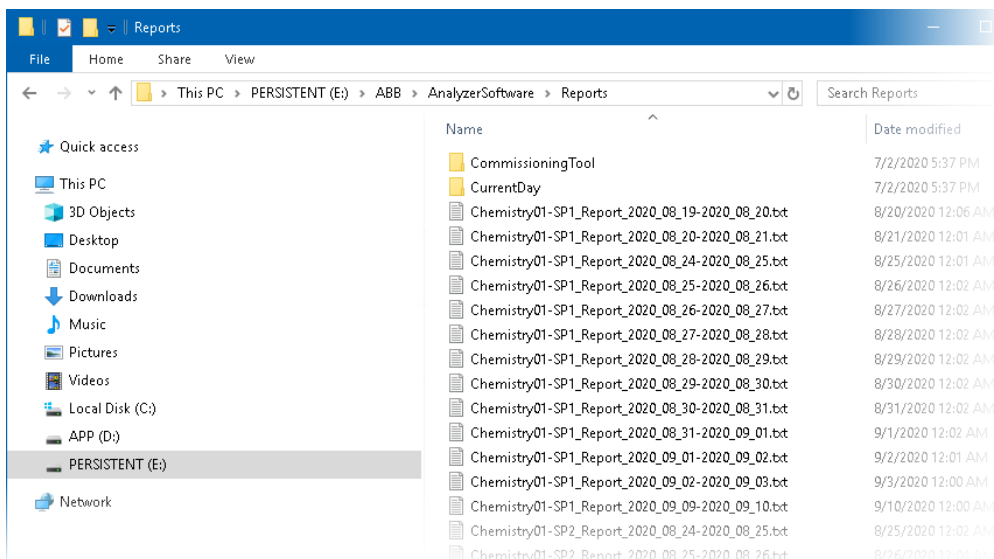 Reports
File Home Share View
This PC > PERSISTENT (E:) > ABB > AnalyzerSoftware > Reports
Search Reports
Quick access
This PC
3D Objects
Desktop
Documents
Downloads
Music
Pictures
Videos
Local Disk (C:)
APP (D:)
PERSISTENT (E:)
Network
Name Date modified
CommissioningTool 7/2/2020 5:37 PM
CurrentDay 7/2/2020 5:37 PM
Chemistry01-SP1_Report_2020_08_19-2020_08_20.txt 8/20/2020 12:06 AM
Chemistry01-SP1_Report_2020_08_20-2020_08_21.txt 8/21/2020 12:01 AM
Chemistry01-SP1_Report_2020_08_24-2020_08_25.txt 8/25/2020 12:01 AM
Chemistry01-SP1_Report_2020_08_25-2020_08_26.txt 8/26/2020 12:02 AM
Chemistry01-SP1_Report_2020_08_26-2020_08_27.txt 8/27/2020 12:02 AM
Chemistry01-SP1_Report_2020_08_27-2020_08_28.txt 8/28/2020 12:02 AM
Chemistry01-SP1_Report_2020_08_28-2020_08_29.txt 8/29/2020 12:02 AM
Chemistry01-SP1_Report_2020_08_29-2020_08_30.txt 8/30/2020 12:02 AM
Chemistry01-SP1_Report_2020_08_30-2020_08_31.txt 8/31/2020 12:02 AM
Chemistry01-SP1_Report_2020_08_31-2020_09_01.txt 9/1/2020 12:02 AM
Chemistry01-SP1_Report_2020_09_01-2020_09_02.txt 9/2/2020 12:01 AM
Chemistry01-SP1_Report_2020_09_02-2020_09_03.txt 9/3/2020 12:00 AM
Chemistry01-SP1_Report_2020_09_09-2020_09_10.txt 9/10/2020 12:00 AM
Chemistry01-SP2_Report_2020_08_24-2020_08_25.txt 8/25/2020 12:02 AM
Chemistry01-SP2_Report_2020_08_25-2020_08_26.txt 8/26/2020